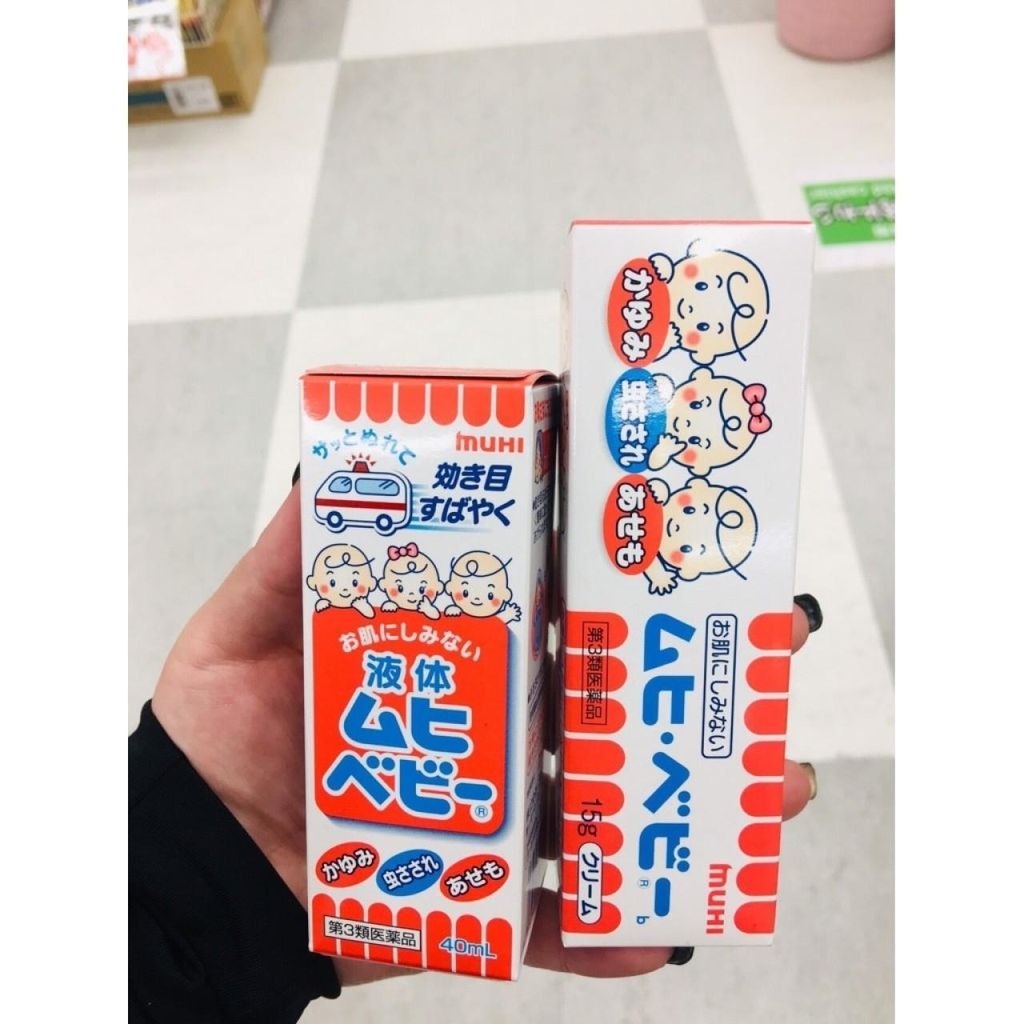 muHI
サッとぬれて
効き目
すばやく
お肌にしみない
液体
ムヒ
ベビー®
かゆみ
虫さされ
あせも
第3類医薬品
40mL
かゆみ
虫さされ
あせも
お肌にしみない
ムヒ・ベビー® b
第3類医薬品
15g クリーム
muHI